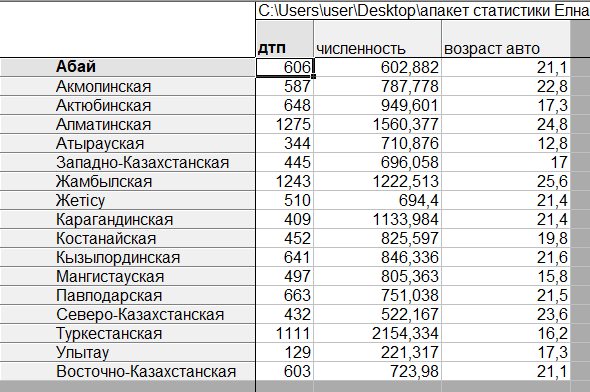 C:\Users\user\Desktop\апакет статистики Елна
дтп численность возраст авто
Абай 606 602,882 21,1
Акмолинская 587 787,778 22,8
Актюбинская 648 949,601 17,3
Алматинская 1275 1560,377 24,8
Атырауская 344 710,876 12,8
Западно-Казахстанская 445 696,058 17
Жамбылская 1243 1222,513 25,6
Жетісу 510 694,4 21,4
Карагандинская 409 1133,984 21,4
Костанайская 452 825,597 19,8
Кызылординская 641 846,336 21,6
Мангистауская 497 805,363 15,8
Павлодарская 663 751,038 21,5
Северо-Казахстанская 432 522,167 23,6
Туркестанская 1111 2154,334 16,2
Улытау 129 221,317 17,3
Восточно-Казахстанская 603 723,98 21,1